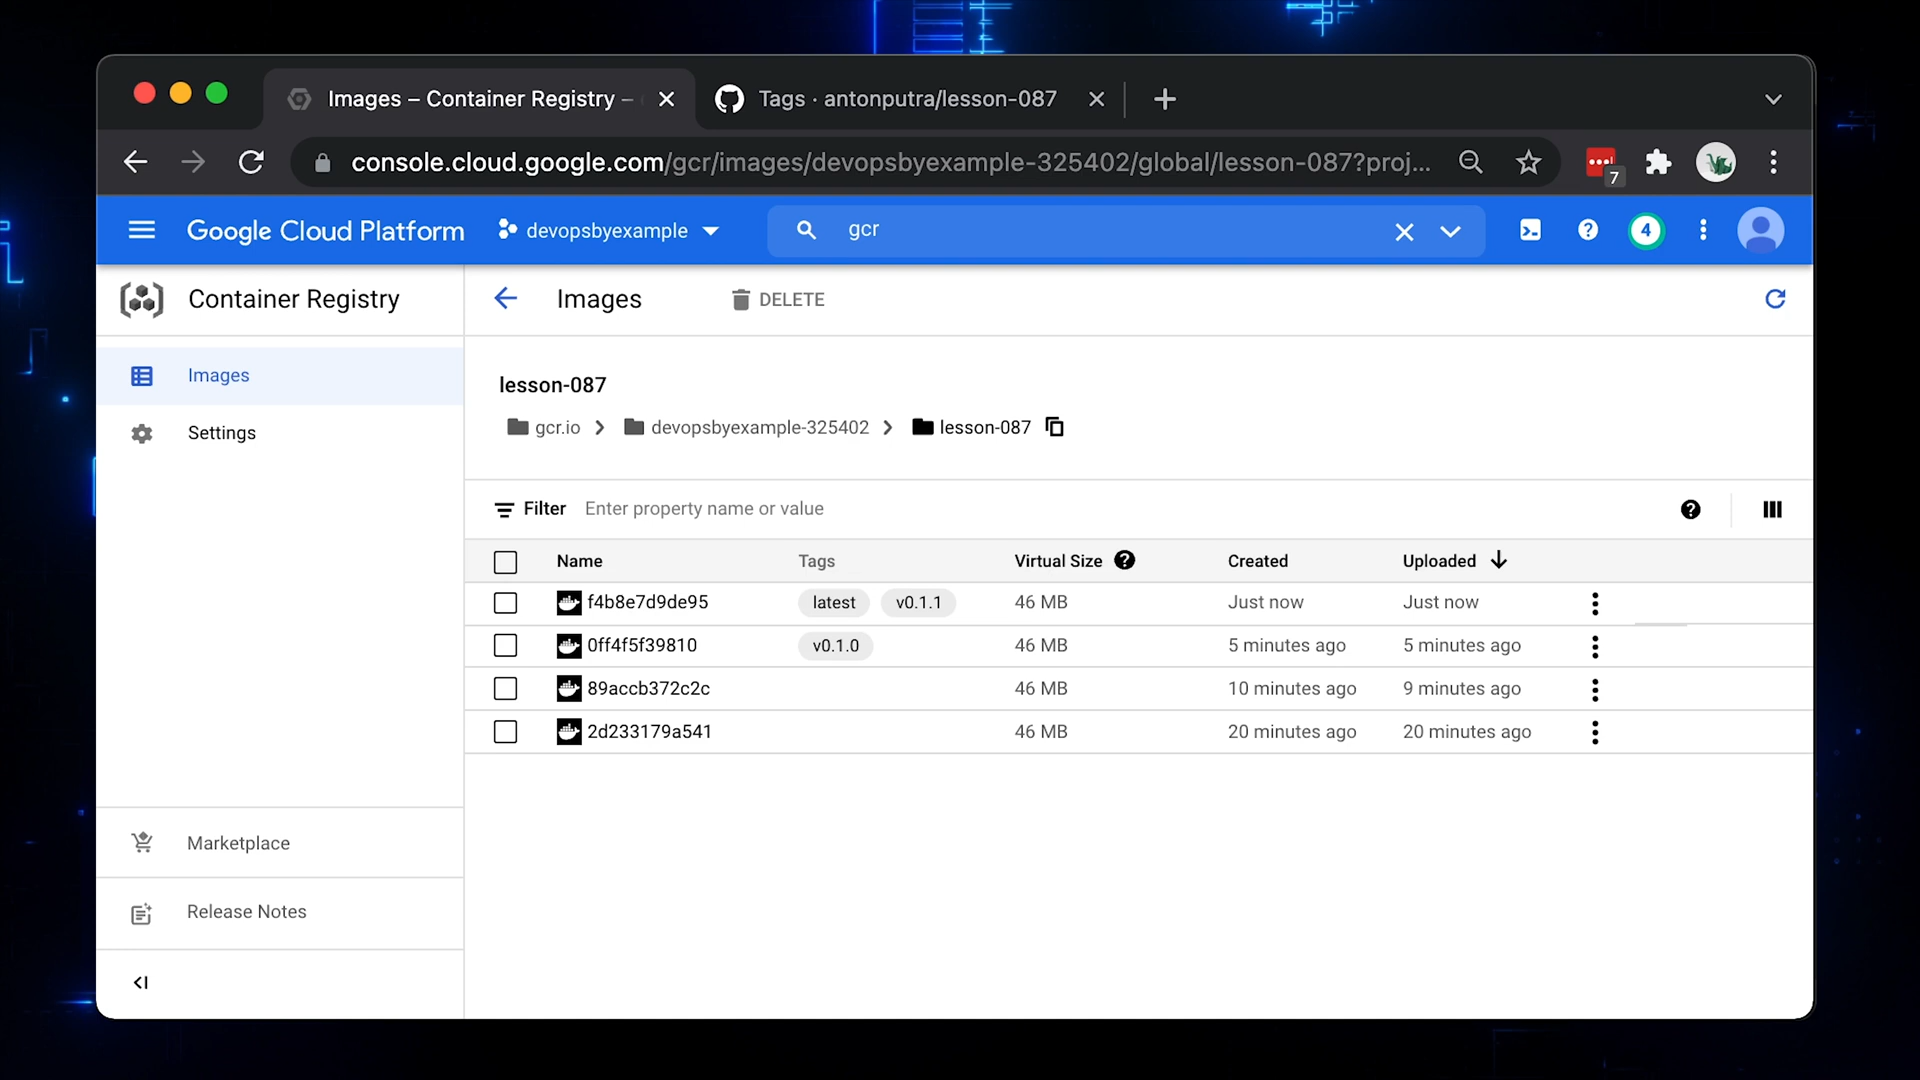 Images – Container Registry –
Tags · antonputra/lesson-087
console.cloud.google.com/gcr/images/devopsbyexample-325402/global/lesson-087?proj...
7
Google Cloud Platform
devopsbyexample
gcr
4
Container Registry
Images
DELETE
Images
Settings
lesson-087
gcr.io
devopsbyexample-325402
lesson-087
Filter
Enter property name or value
Name Tags Virtual Size Created Uploaded
f4b8e7d9de95 latest v0.1.1 46 MB Just now Just now
0ff4f5f39810 v0.1.0 46 MB 5 minutes ago 5 minutes ago
89accb372c2c 46 MB 10 minutes ago 9 minutes ago
2d233179a541 46 MB 20 minutes ago 20 minutes ago
Marketplace
Release Notes